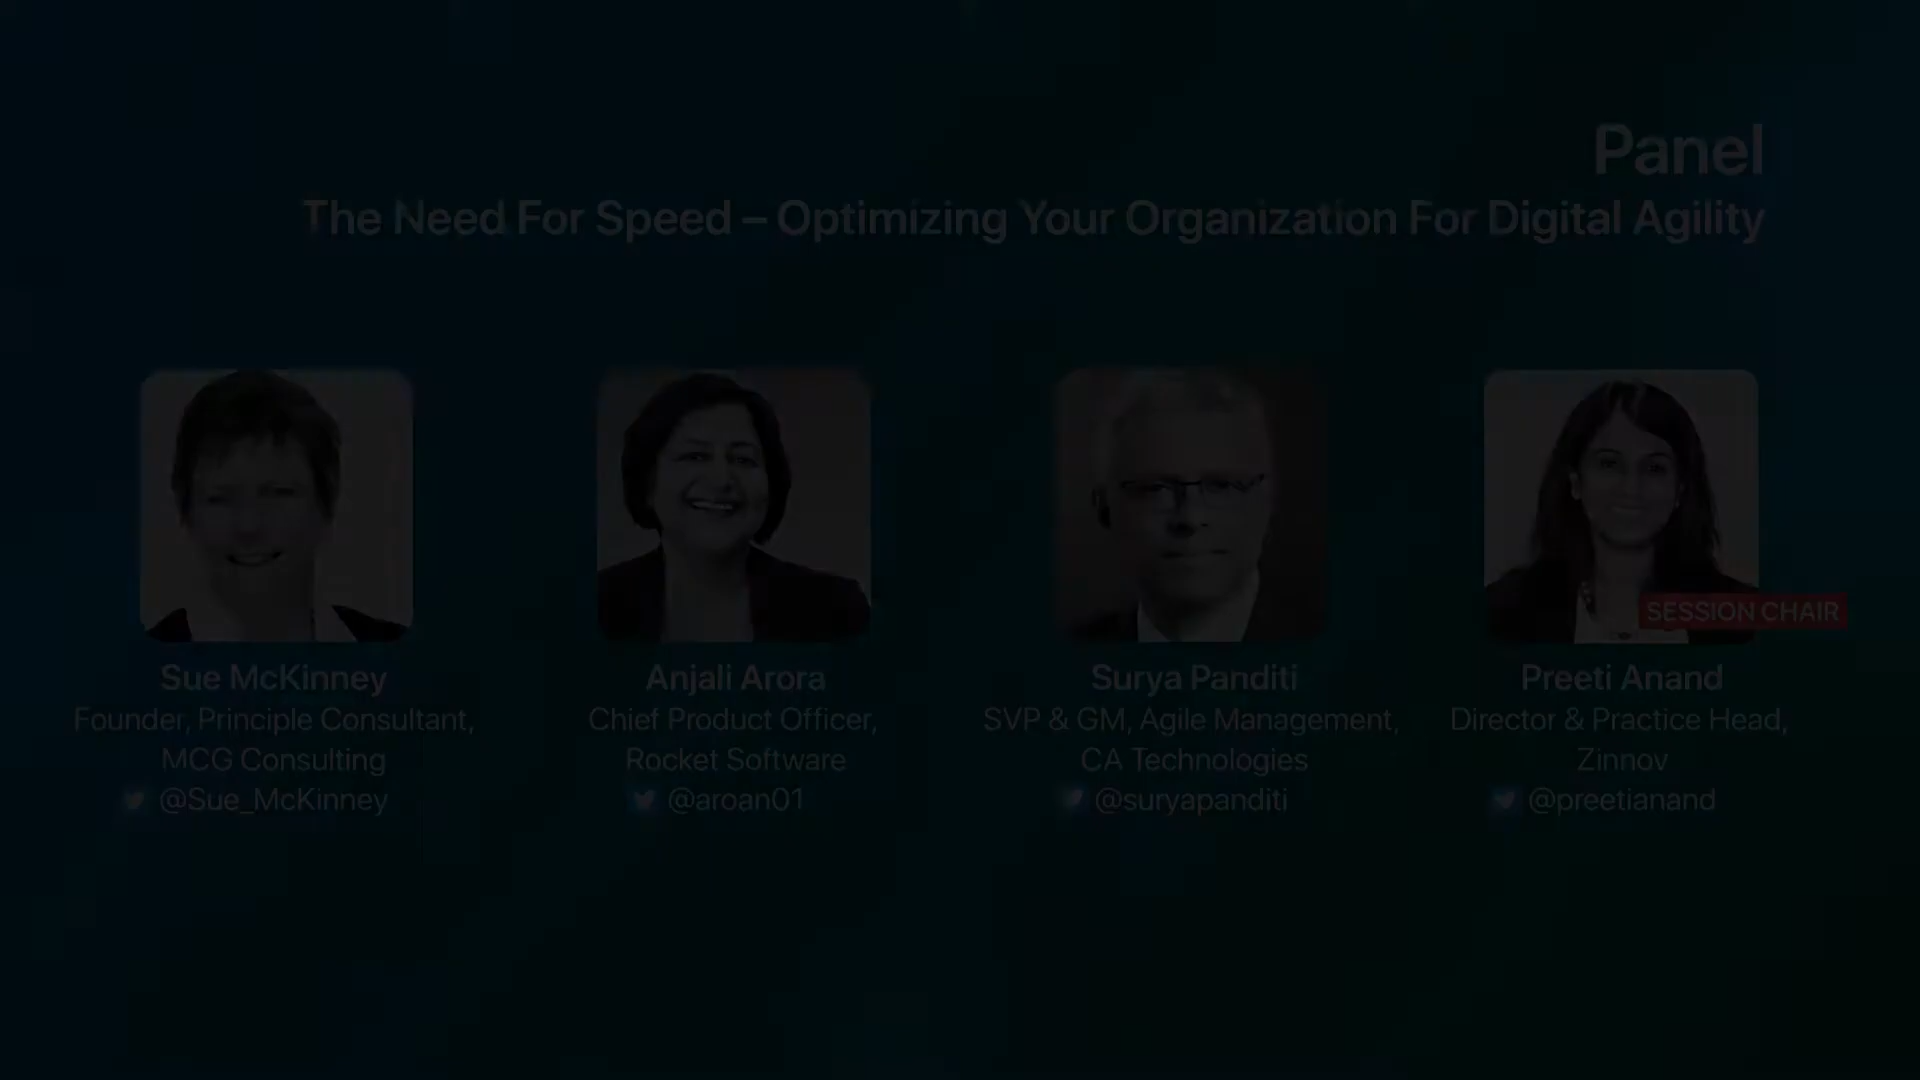 Panel
The Need For Speed – Optimizing Your Organization For Digital Agility
SESSION CHAIR
Sue McKinney
Founder, Principle Consultant,
MCG Consulting
@Sue_McKinney
Anjali Arora
Chief Product Officer,
Rocket Software
@aroan01
Surya Panditi
SVP & GM, Agile Management,
CA Technologies
@suryapanditi
Preeti Anand
Director & Practice Head,
Zinnov
@preetianand